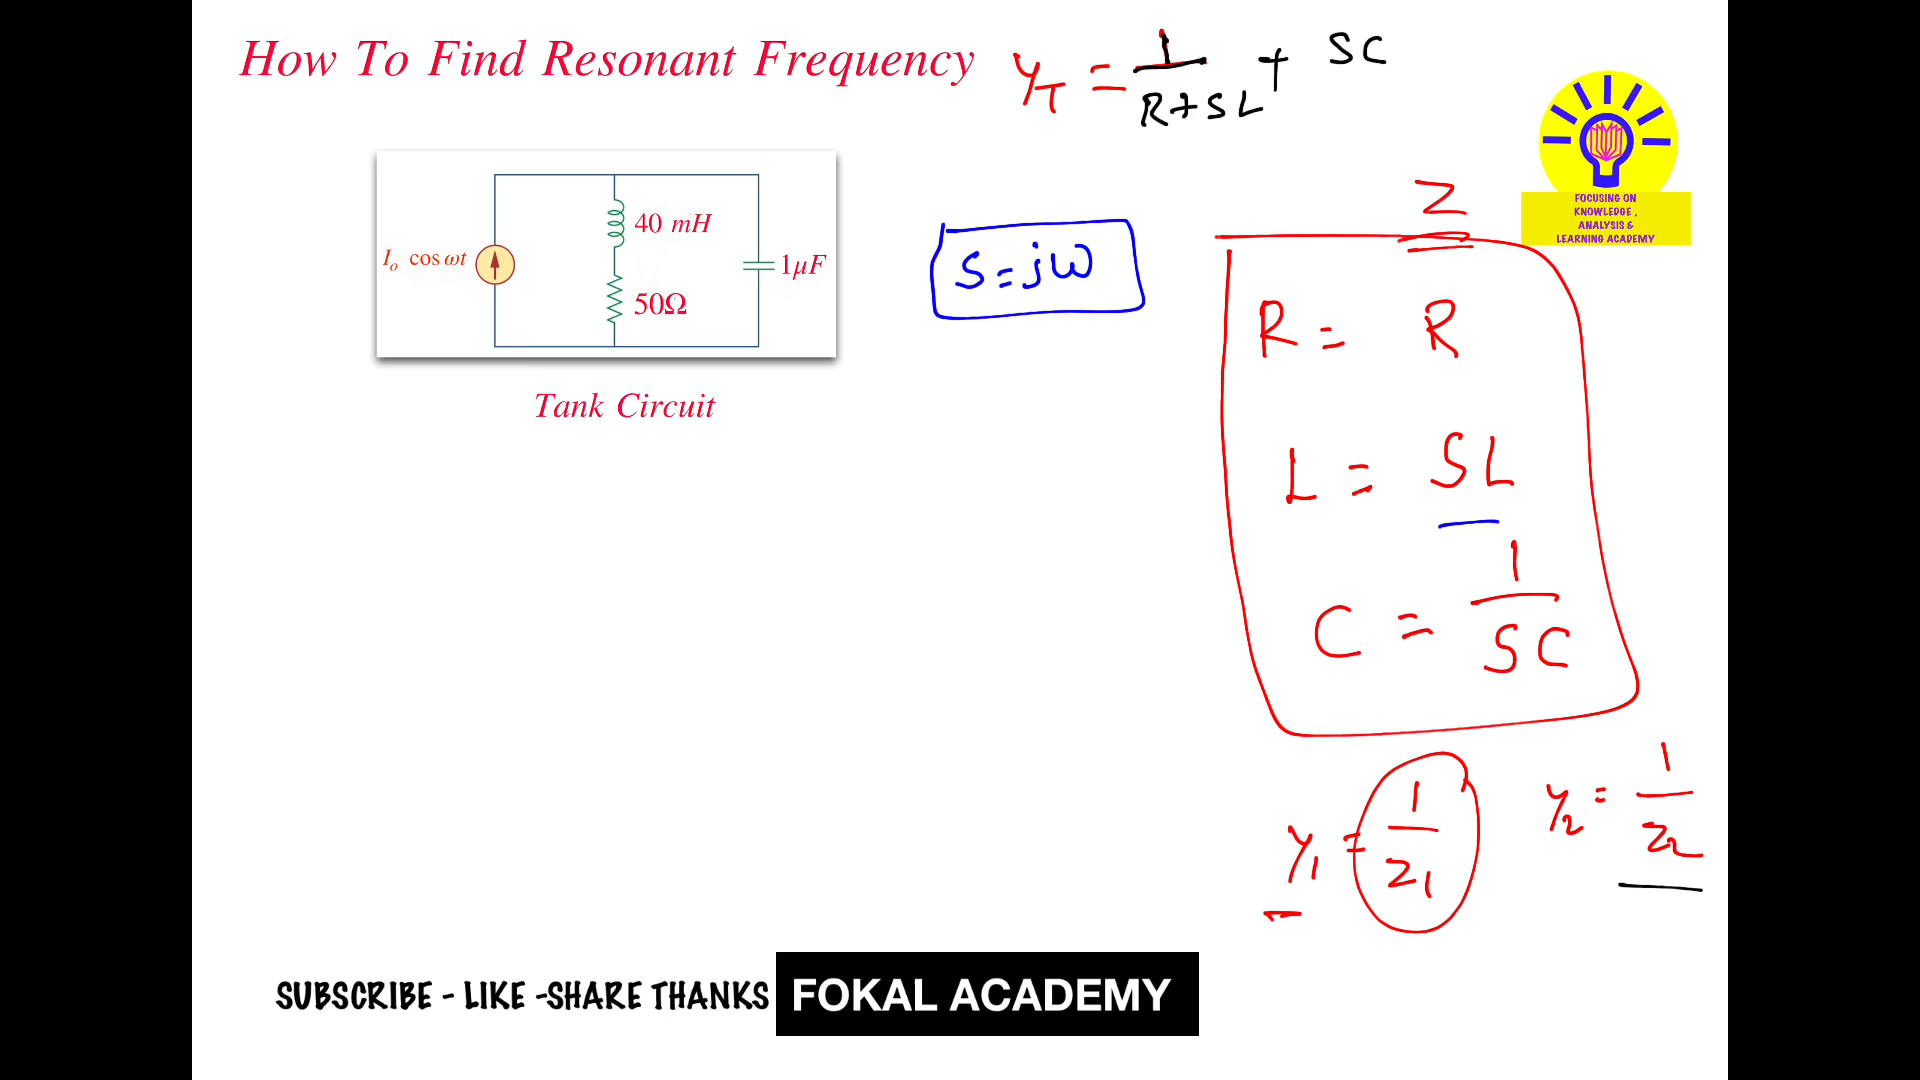 How To Find Resonant Frequency
Y_T = 1/(R+SL) + SC
FOCUSING ON
KNOWLEDGE ,
ANALYSIS &
LEARNING ACADEMY
I_o cos ωt
40 mH
50Ω
1μF
Tank Circuit
S=jω
Z
R = R
L = SL
C = 1/SC
Y_1 = 1/Z_1
Y_2 = 1/Z_2
SUBSCRIBE - LIKE -SHARE THANKS
FOKAL ACADEMY